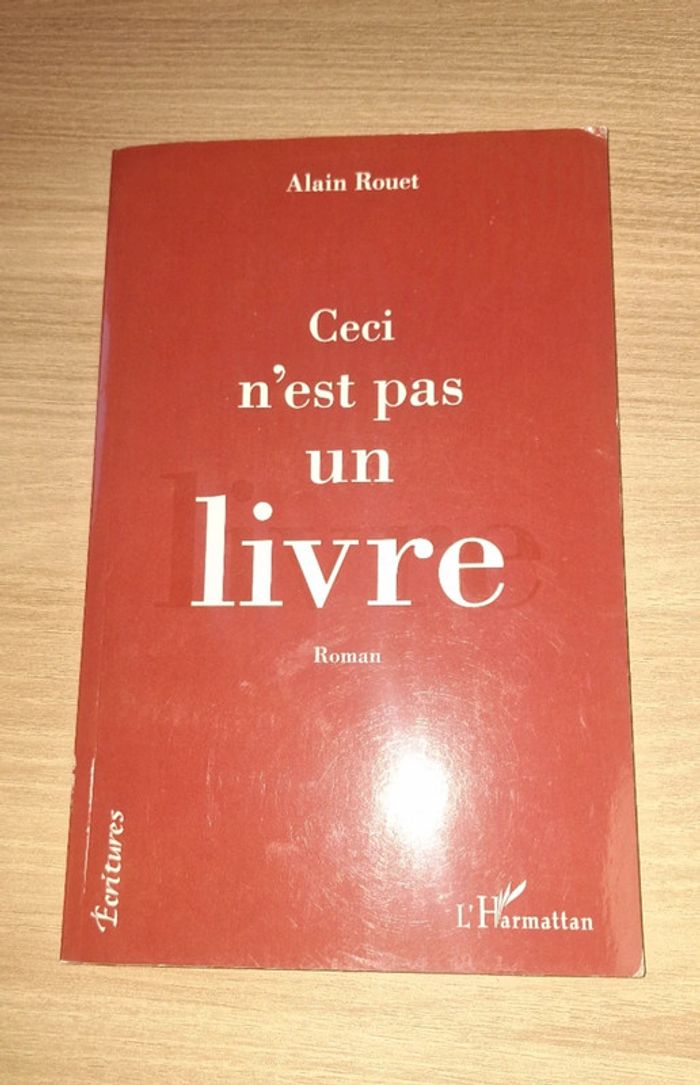 Alain Rouet
Ceci
n'est pas
un
livre
Roman
Écritures
L'Harmattan